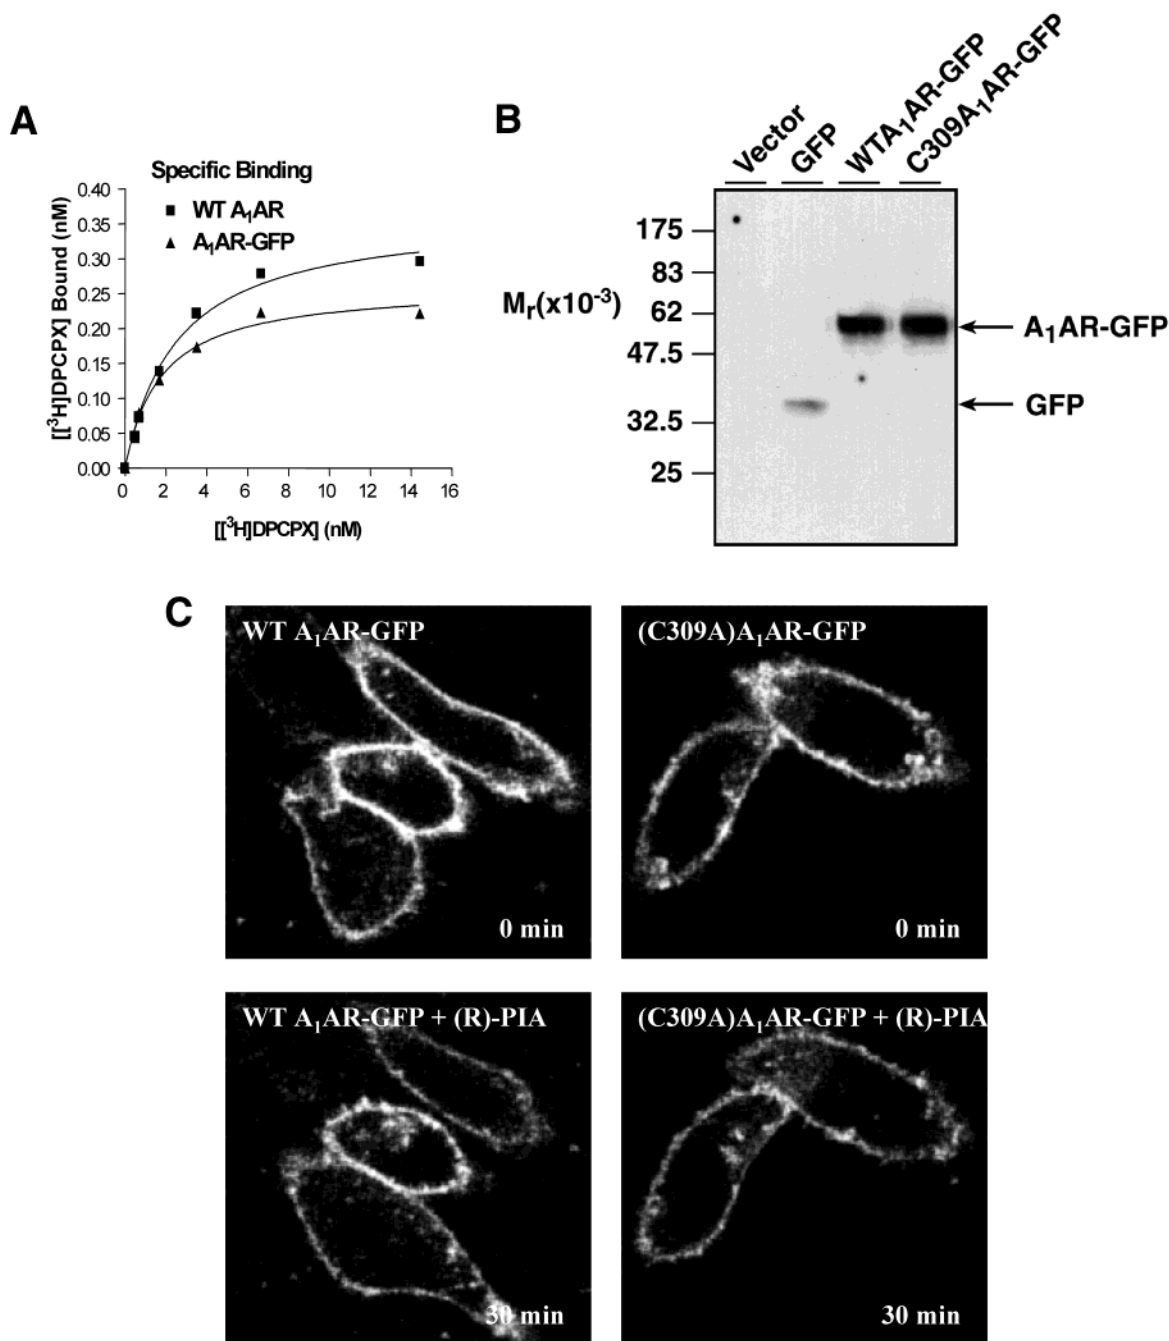 A
Specific Binding
WT A₁AR
A₁AR-GFP
[[³H]DPCPX] Bound (nM)
0.40
0.35
0.30
0.25
0.20
0.15
0.10
0.05
0.00
0 2 4 6 8 10 12 14 16
[[³H]DPCPX] (nM)
B
Vector
GFP
WTA₁AR-GFP
C309A₁AR-GFP
Mᵣ(x10⁻³)
175
83
62
47.5
32.5
25
A₁AR-GFP
GFP
C
WT A₁AR-GFP
0 min
(C309A)A₁AR-GFP
0 min
WT A₁AR-GFP + (R)-PIA
30 min
(C309A)A₁AR-GFP + (R)-PIA
30 min